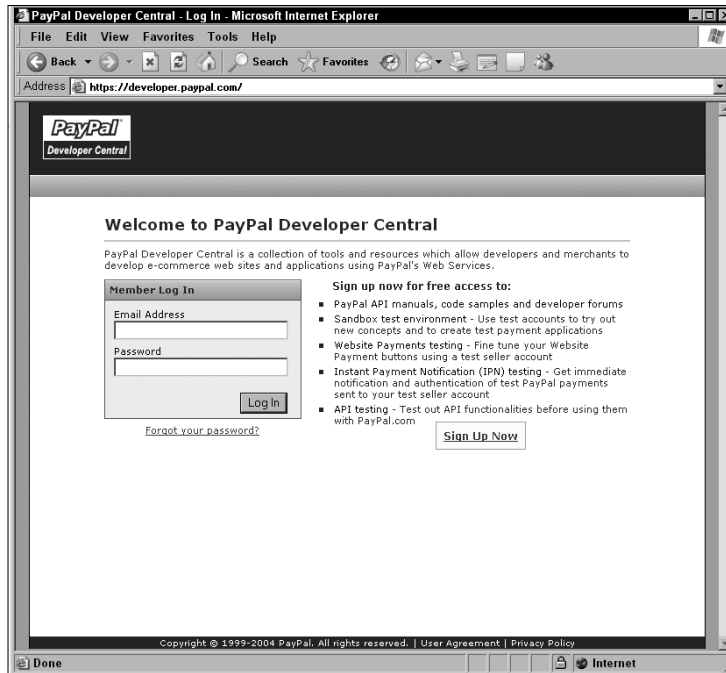 PayPal Developer Central - Log In - Microsoft Internet Explorer
File Edit View Favorites Tools Help
Back Search Favorites
Address https://developer.paypal.com/
PayPal
Developer Central
Welcome to PayPal Developer Central
PayPal Developer Central is a collection of tools and resources which allow developers and merchants to
develop e-commerce web sites and applications using PayPal's Web Services.
Member Log In
Email Address
Password
Log In
Forgot your password?
Sign up now for free access to:
PayPal API manuals, code samples and developer forums
Sandbox test environment - Use test accounts to try out
new concepts and to create test payment applications
Website Payments testing - Fine tune your Website
Payment buttons using a test seller account
Instant Payment Notification (IPN) testing - Get immediate
notification and authentication of test PayPal payments
sent to your test seller account
API testing - Test out API functionalities before using them
with PayPal.com
Sign Up Now
Copyright © 1999-2004 PayPal. All rights reserved. | User Agreement | Privacy Policy
Done Internet